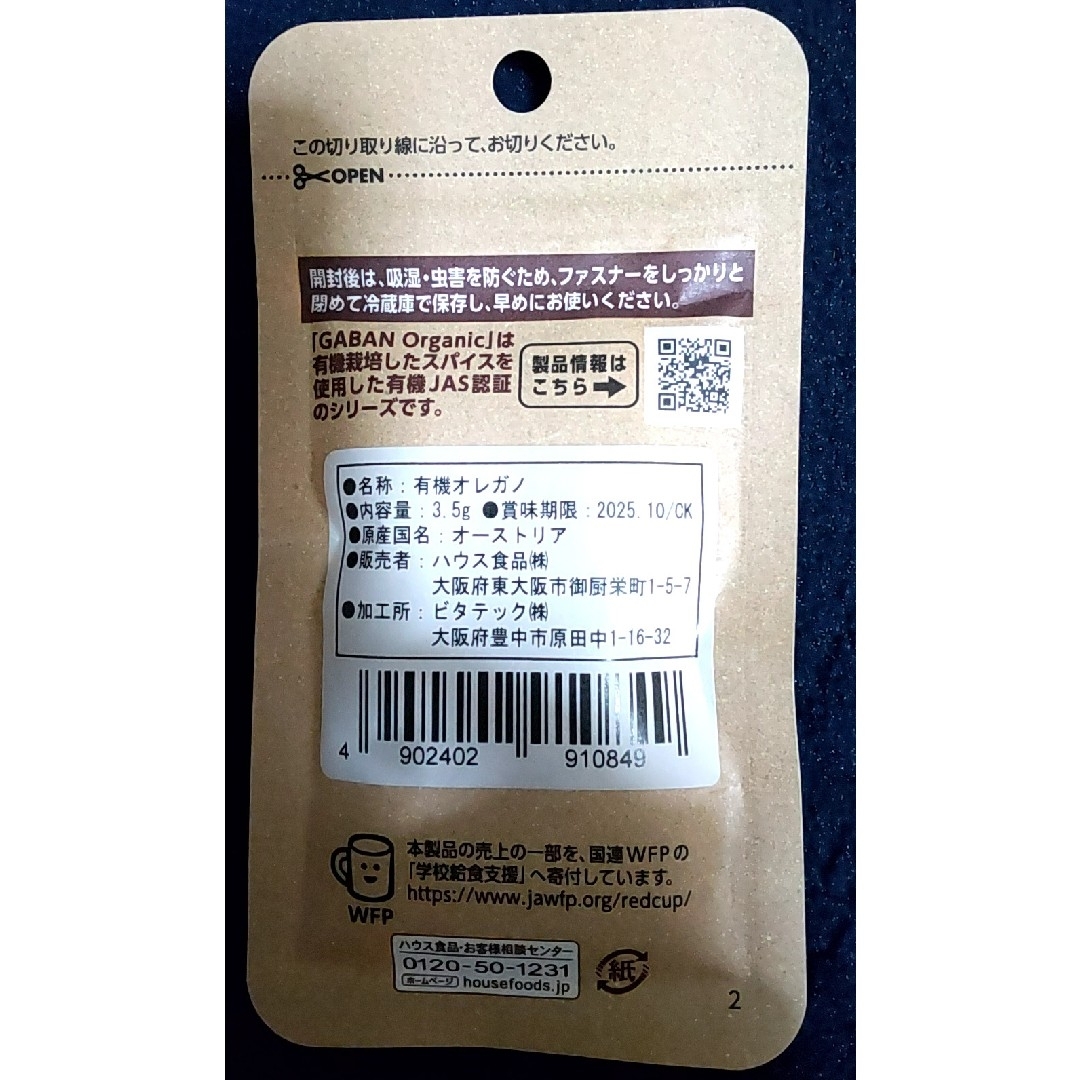 この切り取り線に沿って、お切りください。
OPEN
開封後は、吸湿・虫害を防ぐため、ファスナーをしっかりと
閉めて冷蔵庫で保存し、早めにお使いください。
「GABAN Organic」は
有機栽培したスパイスを
使用した有機JAS認証
のシリーズです。
製品情報は
こちら➡
●名称：有機オレガノ
●内容量：3.5g ●賞味期限：2025.10/CK
●原産国名：オーストリア
●販売者：ハウス食品㈱
大阪府東大阪市御厨栄町1-5-7
●加工所：ビタテック㈱
大阪府豊中市原田中1-16-32
4 902402 910849
本製品の売上の一部を、国連WFPの
「学校給食支援」へ寄付しています。
https://www.jawfp.org/redcup/
WFP
ハウス食品・お客様相談センター
0120-50-1231
ホームページ housefoods.jp
紙
2